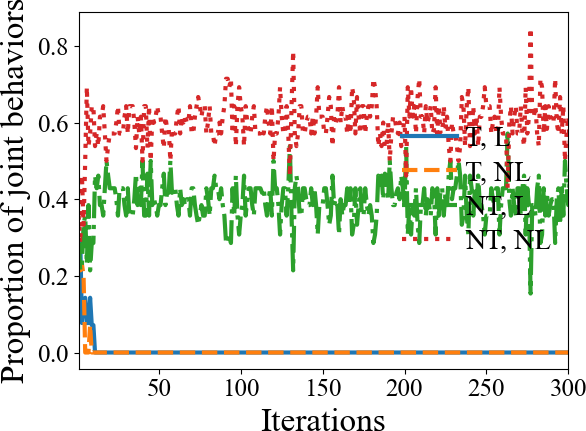 Proportion of joint behaviors
0.8
0.6
0.4
0.2
0.0
T, L
T, NL
NT, L
NT, NL
50
100
150
200
250
300
Iterations